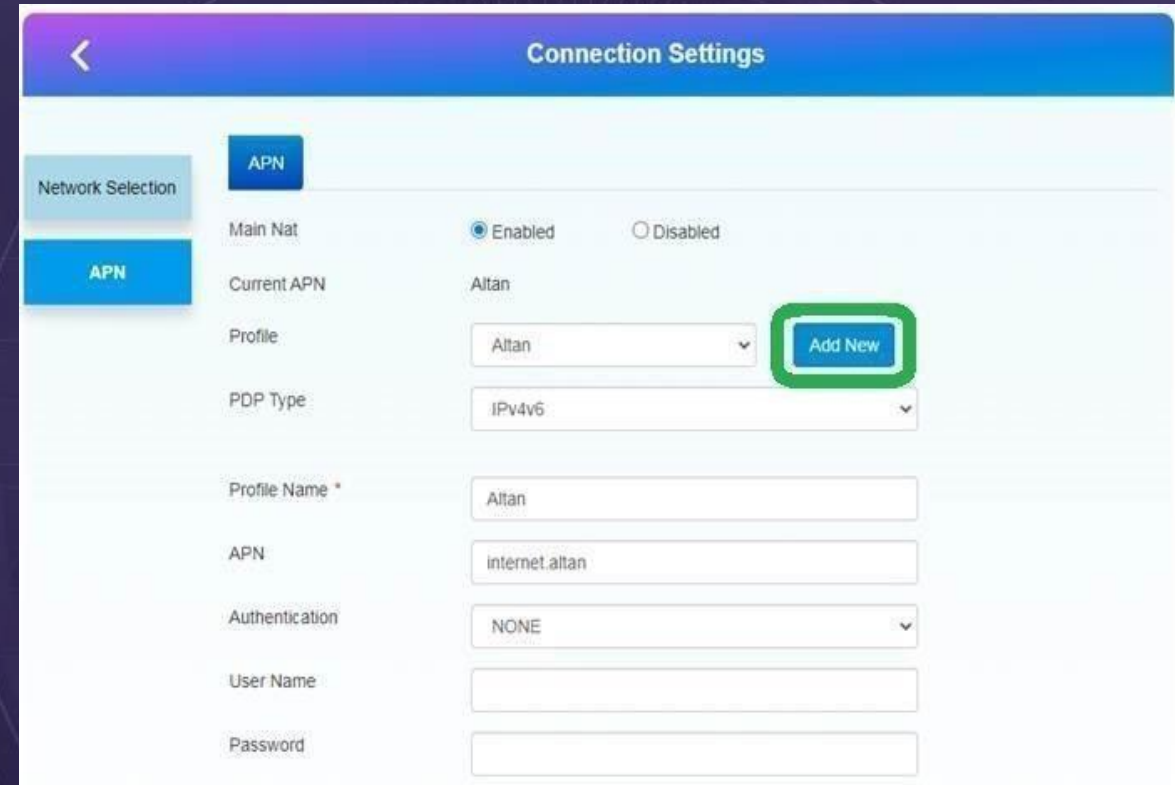 Connection Settings
Network Selection
APN
APN
Main Nat
Enabled
Disabled
Current APN
Altan
Profile
Altan
Add New
PDP Type
IPv4v6
Profile Name *
Altan
APN
internet.altan
Authentication
NONE
User Name
Password